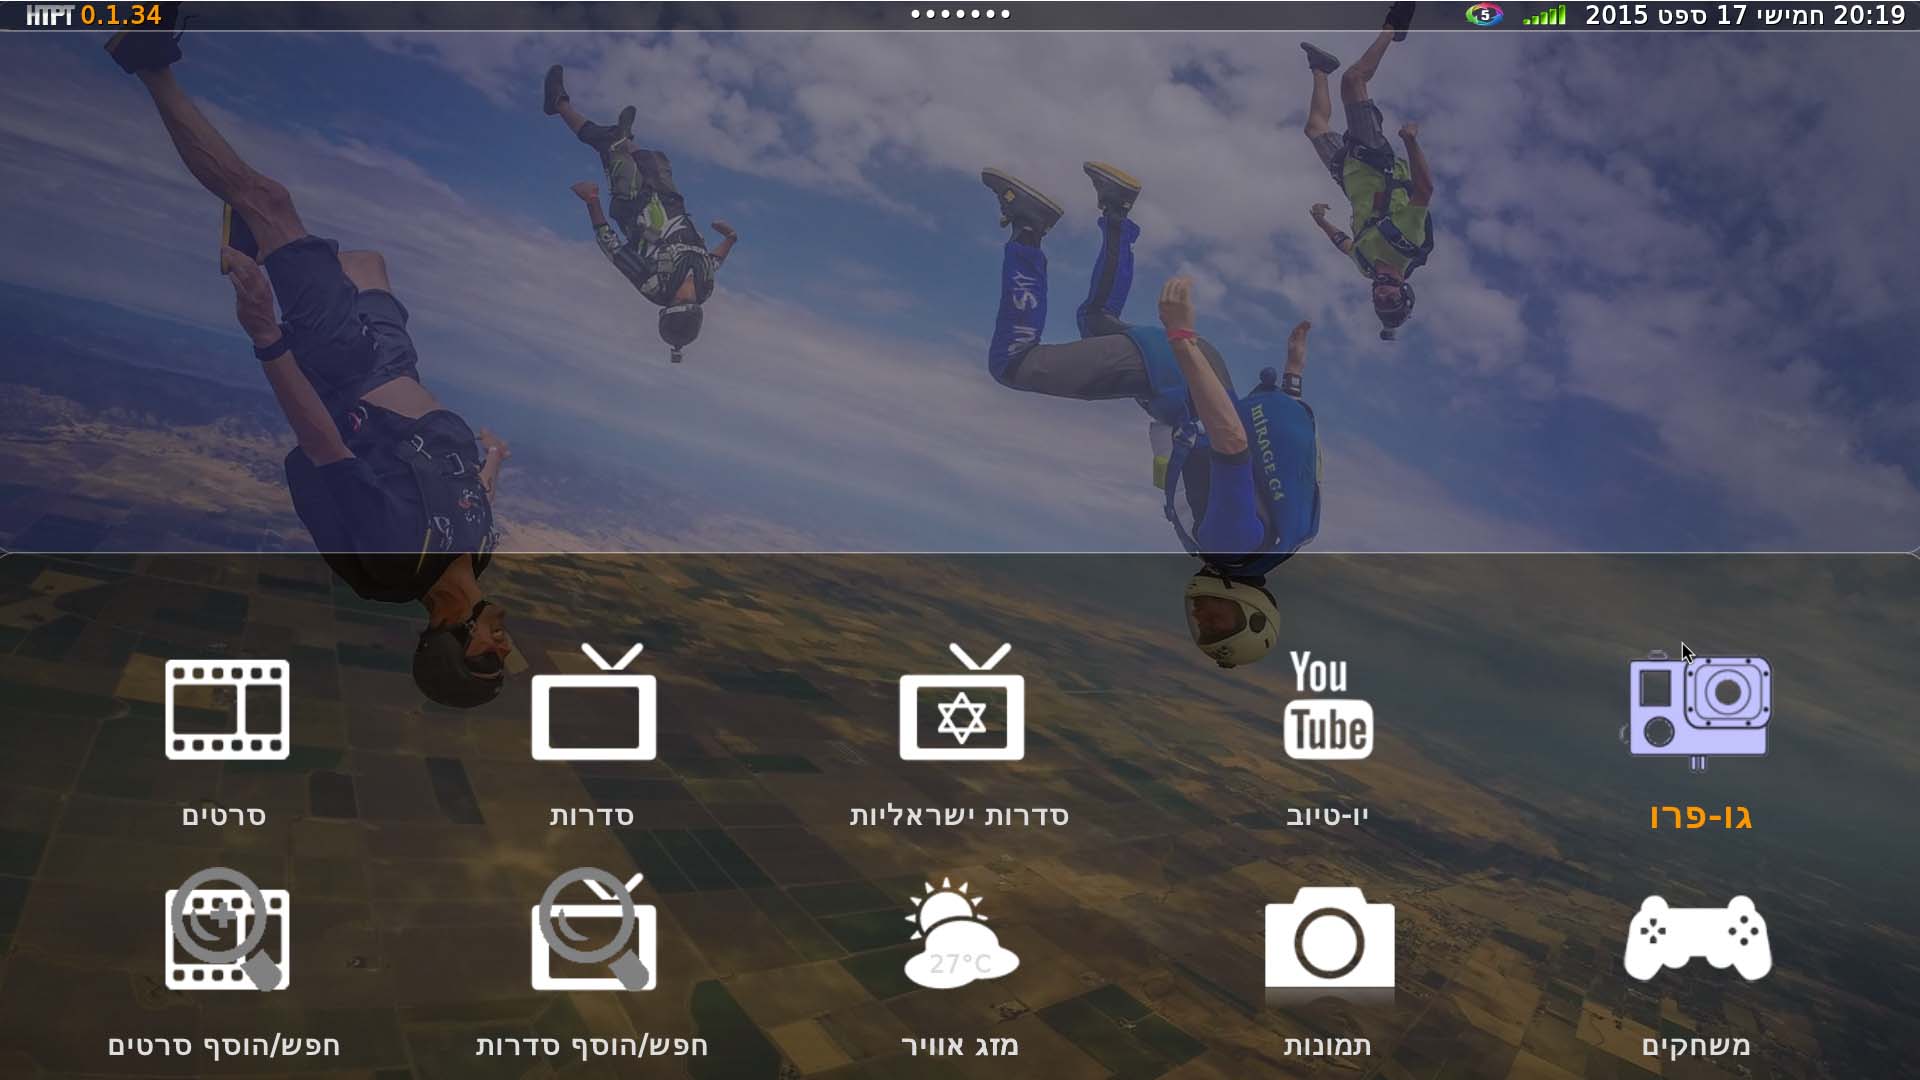 HTPI 0.1.34
5
20:19 חמישי 17 ספט 2015
SKY
MIRAGE G4
You
Tube
סרטים
סדרות
סדרות ישראליות
יו-טיוב
גו-פרו
27°C
חפש/הוסף סרטים
חפש/הוסף סדרות
מזג אוויר
תמונות
משחקים